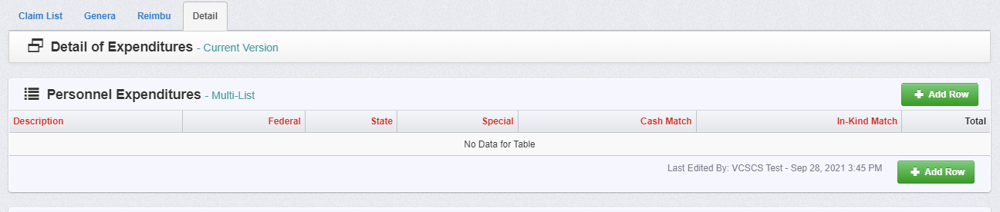 Claim List Genera Reimbu Detail
Detail of Expenditures - Current Version
Personnel Expenditures - Multi-List Add Row
Description Federal State Special Cash Match In-Kind Match Total
No Data for Table
Last Edited By: VCSCS Test - Sep 28, 2021 3:45 PM Add Row